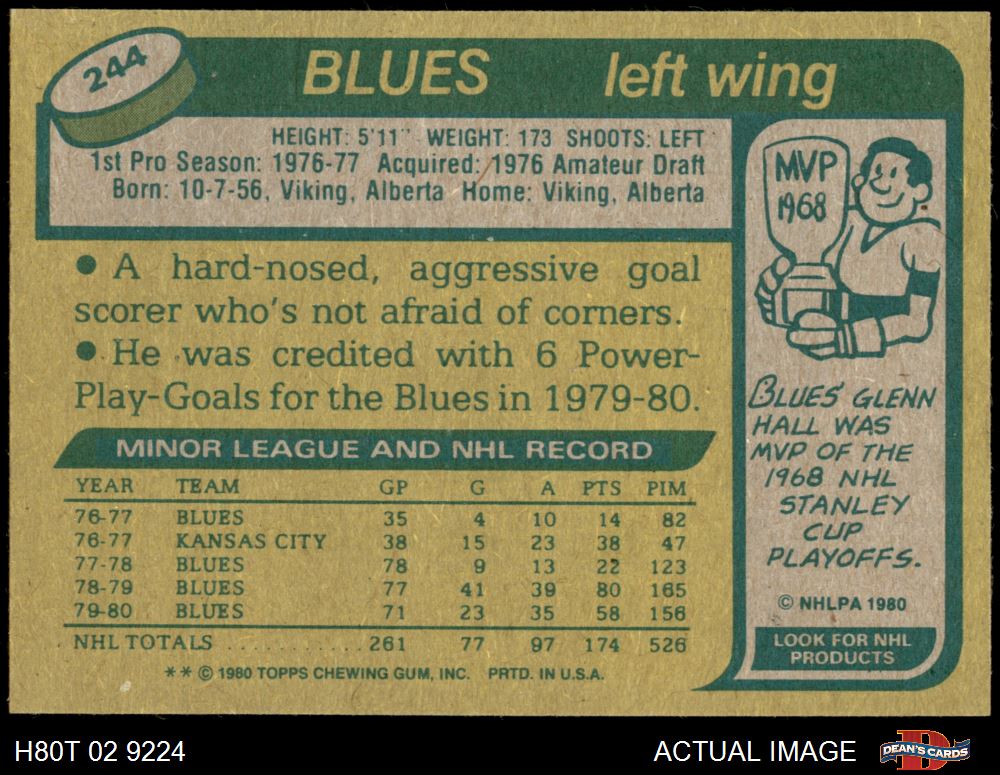 244
BLUES left wing
HEIGHT: 5'11" WEIGHT: 173 SHOOTS: LEFT
1st Pro Season: 1976-77 Acquired: 1976 Amateur Draft
Born: 10-7-56, Viking, Alberta Home: Viking, Alberta
● A hard-nosed, aggressive goal
scorer who's not afraid of corners.
● He was credited with 6 Power-
Play-Goals for the Blues in 1979-80.
MINOR LEAGUE AND NHL RECORD
YEAR TEAM GP G A PTS PIM
76-77 BLUES 35 4 10 14 82
76-77 KANSAS CITY 38 15 23 38 47
77-78 BLUES 78 9 13 22 123
78-79 BLUES 77 41 39 80 165
79-80 BLUES 71 23 35 58 156
NHL TOTALS ........... 261 77 97 174 526
** © 1980 TOPPS CHEWING GUM, INC. PRTD. IN U.S.A.
MVP
1968
BLUES' GLENN
HALL WAS
MVP OF THE
1968 NHL
STANLEY
CUP
PLAYOFFS.
© NHLPA 1980
LOOK FOR NHL
PRODUCTS
H80T 02 9224 ACTUAL IMAGE
D
DEAN'S CARDS